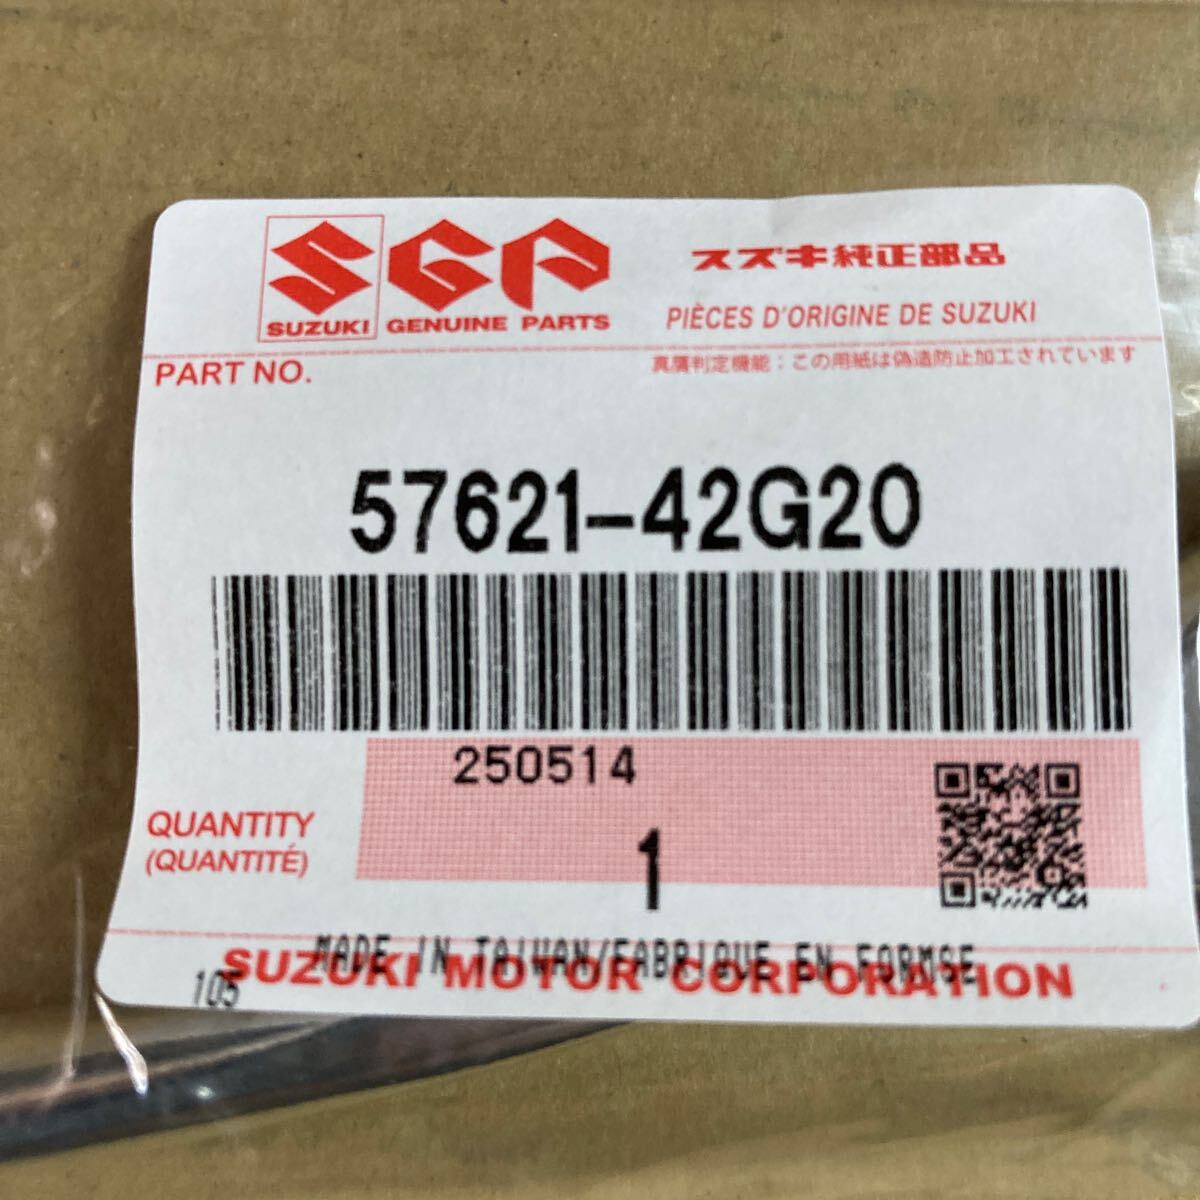 SGP
スズキ純正部品
SUZUKI GENUINE PARTS
PIÈCES D'ORIGINE DE SUZUKI
PART NO.
真贋判定機能：この用紙は偽造防止加工されています
57621-42G20
250514
QUANTITY
(QUANTITÉ)
1
MADE IN TAIWAN/FABRIQUE EN FORMSE
SUZUKI MOTOR CORPORATION
105